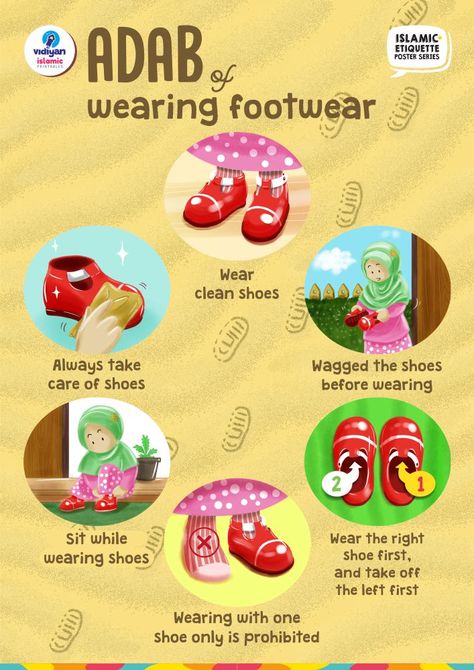 vidiyan
islamic
PRINTABLES
ISLAMIC
ETIQUETTE
POSTER SERIES
ADAB of
wearing footwear
Wear
clean shoes
Always take
care of shoes
Wagged the shoes
before wearing
Sit while
wearing shoes
2
1
Wear the right
shoe first,
and take off
the left first
Wearing with one
shoe only is prohibited